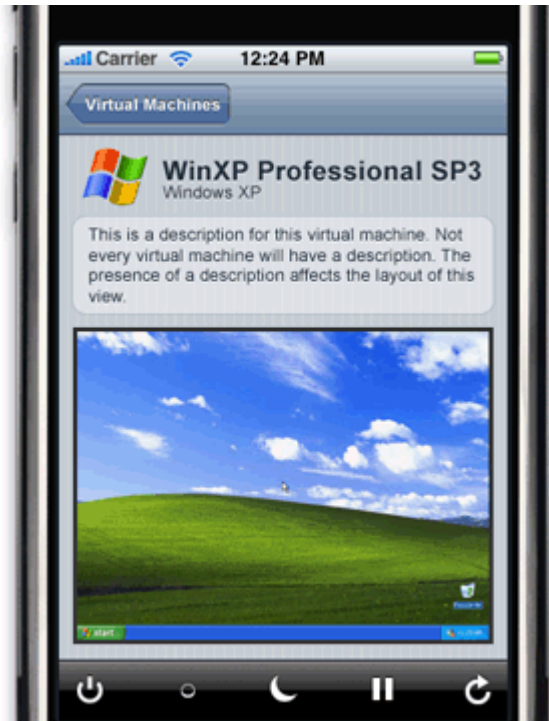 Carrier 12:24 PM
Virtual Machines
WinXP Professional SP3
Windows XP
This is a description for this virtual machine. Not
every virtual machine will have a description. The
presence of a description affects the layout of this
view.
start